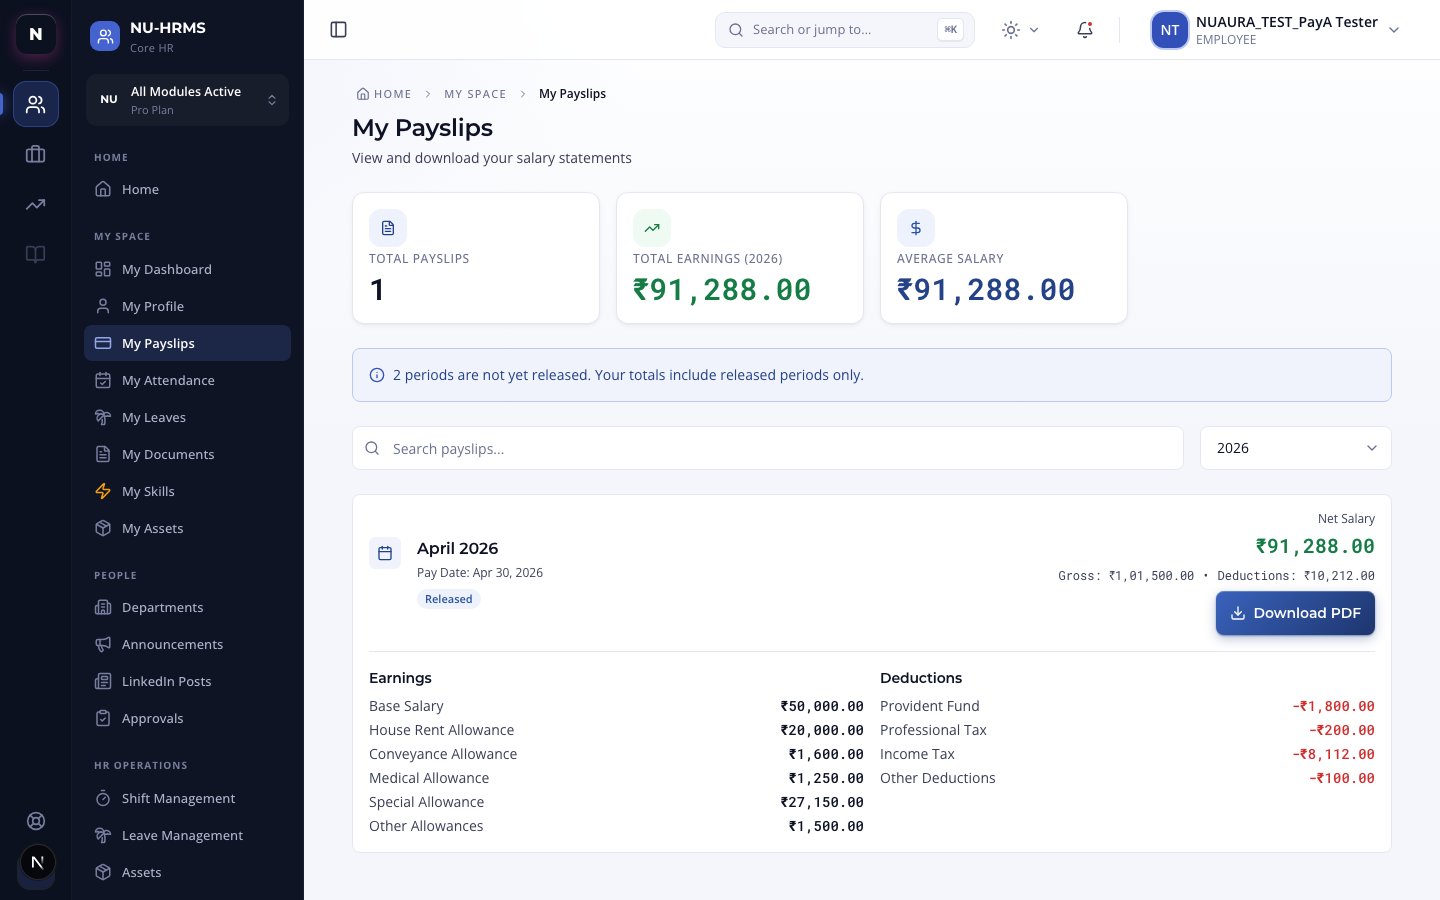 N
NU-HRMS
Core HR
NU
All Modules Active
Pro Plan
HOME
Home
MY SPACE
My Dashboard
My Profile
My Payslips
My Attendance
My Leaves
My Documents
My Skills
My Assets
PEOPLE
Departments
Announcements
LinkedIn Posts
Approvals
HR OPERATIONS
Shift Management
Leave Management
Assets
N
Search or jump to...
⌘K
NT
NUAURA_TEST_PayA Tester
EMPLOYEE
HOME > MY SPACE > My Payslips
My Payslips
View and download your salary statements
TOTAL PAYSLIPS
1
TOTAL EARNINGS (2026)
₹91,288.00
AVERAGE SALARY
₹91,288.00
2 periods are not yet released. Your totals include released periods only.
Search payslips...
2026
April 2026
Pay Date: Apr 30, 2026
Released
Net Salary
₹91,288.00
Gross: ₹1,01,500.00 • Deductions: ₹10,212.00
Download PDF
Earnings
Base Salary ₹50,000.00
House Rent Allowance ₹20,000.00
Conveyance Allowance ₹1,600.00
Medical Allowance ₹1,250.00
Special Allowance ₹27,150.00
Other Allowances ₹1,500.00
Deductions
Provident Fund -₹1,800.00
Professional Tax -₹200.00
Income Tax -₹8,112.00
Other Deductions -₹100.00